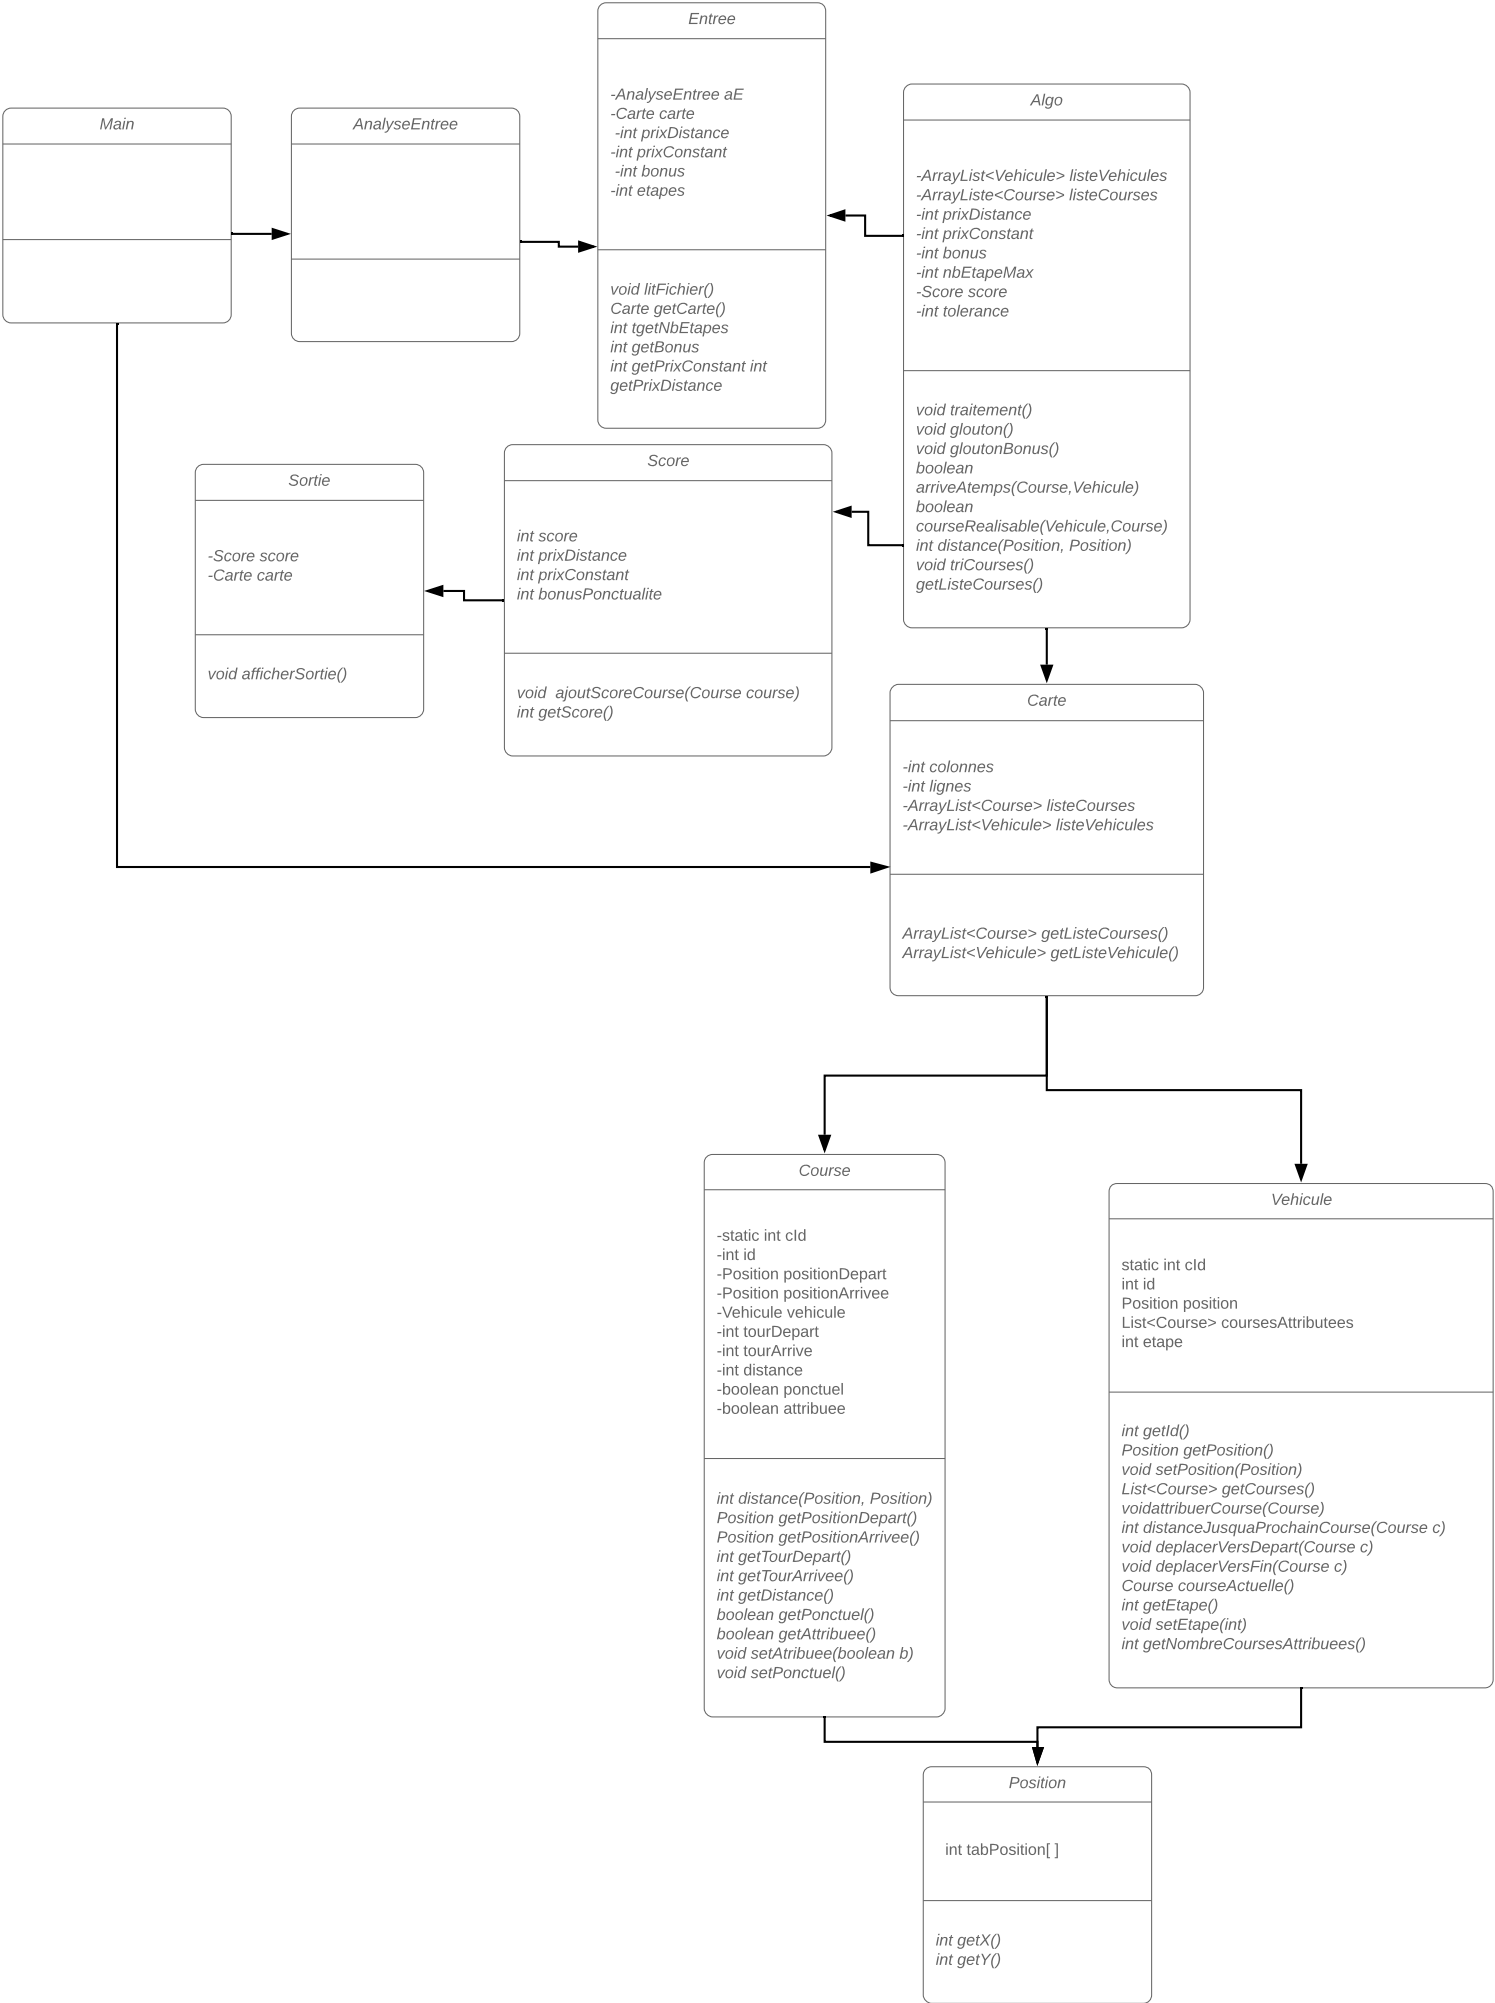 Entree
-AnalyseEntree aE
-Carte carte
-int prixDistance
-int prixConstant
-int bonus
-int etapes
void litFichier()
Carte getCarte()
int tgetNbEtapes
int getBonus
int getPrixConstant int
getPrixDistance
Main
AnalyseEntree
Algo
-ArrayList<Vehicule> listeVehicules
-ArrayListe<Course> listeCourses
-int prixDistance
-int prixConstant
-int bonus
-int nbEtapeMax
-Score score
-int tolerance
void traitement()
void glouton()
void gloutonBonus()
boolean
arriveAtemps(Course,Vehicule)
boolean
courseRealisable(Vehicule,Course)
int distance(Position, Position)
void triCourses()
getListeCourses()
Sortie
-Score score
-Carte carte
void afficherSortie()
Score
int score
int prixDistance
int prixConstant
int bonusPonctualite
void  ajoutScoreCourse(Course course)
int getScore()
Carte
-int colonnes
-int lignes
-ArrayList<Course> listeCourses
-ArrayList<Vehicule> listeVehicules
ArrayList<Course> getListeCourses()
ArrayList<Vehicule> getListeVehicule()
Course
-static int cId
-int id
-Position positionDepart
-Position positionArrivee
-Vehicule vehicule
-int tourDepart
-int tourArrive
-int distance
-boolean ponctuel
-boolean attribuee
int distance(Position, Position)
Position getPositionDepart()
Position getPositionArrivee()
int getTourDepart()
int getTourArrivee()
int getDistance()
boolean getPonctuel()
boolean getAttribuee()
void setAtribuee(boolean b)
void setPonctuel()
Vehicule
static int cId
int id
Position position
List<Course> coursesAttributees
int etape
int getId()
Position getPosition()
void setPosition(Position)
List<Course> getCourses()
voidattribuerCourse(Course)
int distanceJusquaProchainCourse(Course c)
void deplacerVersDepart(Course c)
void deplacerVersFin(Course c)
Course courseActuelle()
int getEtape()
void setEtape(int)
int getNombreCoursesAttribuees()
Position
int tabPosition[ ]
int getX()
int getY()